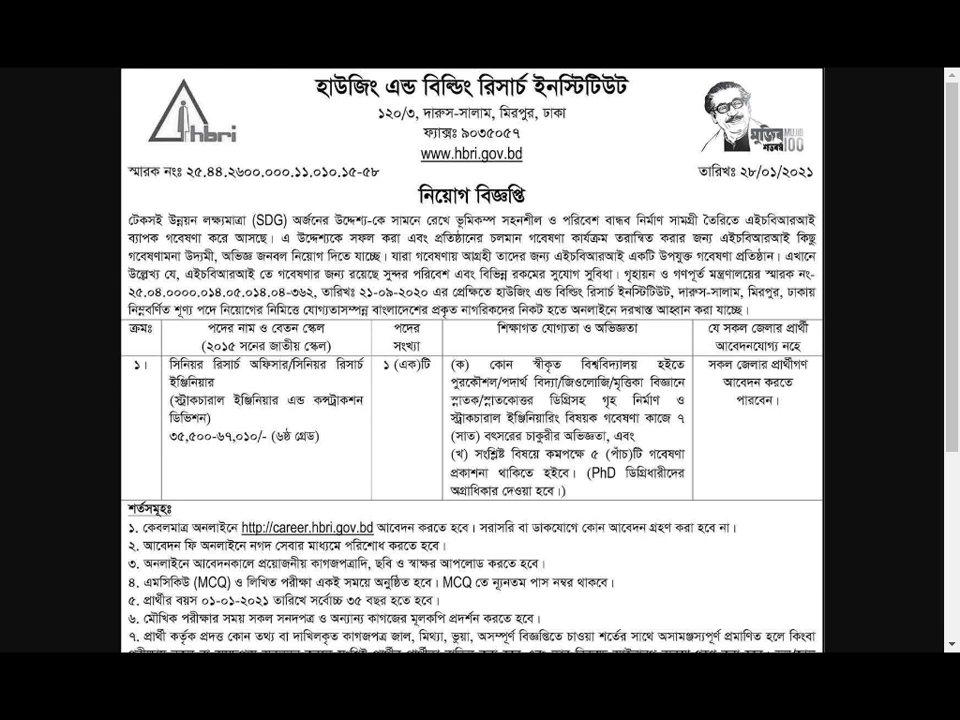 হাউজিং এন্ড বিল্ডিং রিসার্চ ইনস্টিটিউট
১২০/৩, দারুস-সালাম, মিরপুর, ঢাকা
ফ্যাক্সঃ ৯০৩৫০৫৭
www.hbri.gov.bd
hbri
মুজিব শতবর্ষ MUJIB 100
স্মারক নংঃ ২৫.৪৪.২৬০০.০০০.১১.০১০.১৫-৫৮ তারিখঃ ২৮/০১/২০২১
নিয়োগ বিজ্ঞপ্তি
টেকসই উন্নয়ন লক্ষ্যমাত্রা (SDG) অর্জনের উদ্দেশ্য-কে সামনে রেখে ভূমিকম্প সহনশীল ও পরিবেশ বান্ধব নির্মাণ সামগ্রী তৈরিতে এইচবিআরআই
ব্যাপক গবেষণা করে আসছে। এ উদ্দেশ্যকে সফল করা এবং প্রতিষ্ঠানের চলমান গবেষণা কার্যক্রম তরান্বিত করার জন্য এইচবিআরআই কিছু
গবেষণামনা উদ্যমী, অভিজ্ঞ জনবল নিয়োগ দিতে যাচ্ছে। যারা গবেষণায় আগ্রহী তাদের জন্য এইচবিআরআই একটি উপযুক্ত গবেষণা প্রতিষ্ঠান। এখানে
উল্লেখ্য যে, এইচবিআরআই তে গবেষণার জন্য রয়েছে সুন্দর পরিবেশ এবং বিভিন্ন রকমের সুযোগ সুবিধা। গৃহায়ন ও গণপূর্ত মন্ত্রণালয়ের স্মারক নং-
২৫.০৪.০০০০.০১৪.০৫.০১৪.০৪-৩৬২, তারিখঃ ২১-০৯-২০২০ এর প্রেক্ষিতে হাউজিং এন্ড বিল্ডিং রিসার্চ ইনস্টিটিউট, দারুস-সালাম, মিরপুর, ঢাকায়
নিম্নবর্ণিত শূণ্য পদে নিয়োগের নিমিত্তে যোগ্যতাসম্পন্ন বাংলাদেশের প্রকৃত নাগরিকদের নিকট হতে অনলাইনে দরখাস্ত আহ্বান করা যাচ্ছে।
ক্রমঃ পদের নাম ও বেতন স্কেল পদের শিক্ষাগত যোগ্যতা ও অভিজ্ঞতা যে সকল জেলার প্রার্থী
(২০১৫ সনের জাতীয় স্কেল) সংখ্যা আবেদনযোগ্য নহে
১। সিনিয়র রিসার্চ অফিসার/সিনিয়র রিসার্চ ১ (এক)টি (ক) কোন স্বীকৃত বিশ্ববিদ্যালয় হইতে সকল জেলার প্রার্থীগণ
ইঞ্জিনিয়ার পুরকৌশল/পদার্থ বিদ্যা/জিওলোজি/মৃত্তিকা বিজ্ঞানে আবেদন করতে
(স্ট্রাকচারাল ইঞ্জিনিয়ার এন্ড কন্সট্রাকশন স্নাতক/স্নাতকোত্তর ডিগ্রিসহ গৃহ নির্মাণ ও পারবেন।
ডিভিশন) স্ট্রাকচারাল ইঞ্জিনিয়ারিং বিষয়ক গবেষণা কাজে ৭
৩৫,৫০০-৬৭,০১০/- (৬ষ্ঠ গ্রেড) (সাত) বৎসরের চাকুরীর অভিজ্ঞতা, এবং
(খ) সংশ্লিষ্ট বিষয়ে কমপক্ষে ৫ (পাঁচ)টি গবেষণা
প্রকাশনা থাকিতে হইবে। (PhD ডিগ্রিধারীদের
অগ্রাধিকার দেওয়া হবে।)
শর্তসমূহঃ
১. কেবলমাত্র অনলাইনে http://career.hbri.gov.bd আবেদন করতে হবে। সরাসরি বা ডাকযোগে কোন আবেদন গ্রহণ করা হবে না।
২. আবেদন ফি অনলাইনে নগদ সেবার মাধ্যমে পরিশোধ করতে হবে।
৩. অনলাইনে আবেদনকালে প্রয়োজনীয় কাগজপত্রাদি, ছবি ও স্বাক্ষর আপলোড করতে হবে।
৪. এমসিকিউ (MCQ) ও লিখিত পরীক্ষা একই সময়ে অনুষ্ঠিত হবে। MCQ তে ন্যূনতম পাস নম্বর থাকবে।
৫. প্রার্থীর বয়স ০১-০১-২০২১ তারিখে সর্বোচ্চ ৩৫ বছর হতে হবে।
৬. মৌখিক পরীক্ষার সময় সকল সনদপত্র ও অন্যান্য কাগজের মূলকপি প্রদর্শন করতে হবে।
৭. প্রার্থী কর্তৃক প্রদত্ত কোন তথ্য বা দাখিলকৃত কাগজপত্র জাল, মিথ্যা, ভুয়া, অসম্পূর্ণ বিজ্ঞপ্তিতে চাওয়া শর্তের সাথে অসামঞ্জস্যপূর্ণ প্রমাণিত হলে কিংবা